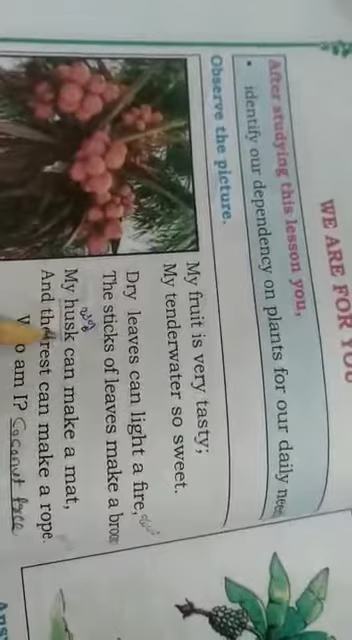 WE ARE FOR YOU
After studying this lesson you,
• identify our dependency on plants for our daily
Observe the picture.
My fruit is very tasty;
My tenderwater so sweet.
Dry leaves can light a fire,
The sticks of leaves make a
My husk can make a mat,
And the rest can make a rope.
o am I? Coconut tree